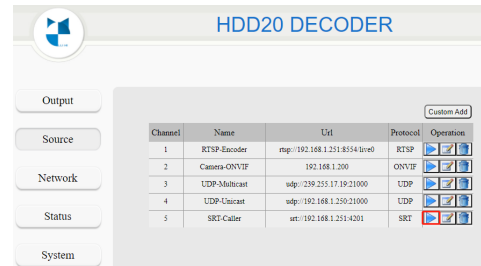 HDD20 DECODER
Output
Source
Network
Status
System
Custom Add
Channel Name Url Protocol Operation
1 RTSP-Encoder rtsp://192.168.1.251:8554/live0 RTSP
2 Camera-ONVIF 192.168.1.200 ONVIF
3 UDP-Multicast udp://239.255.17.19:21000 UDP
4 UDP-Unicast udp://192.168.1.250:21000 UDP
5 SRT-Caller srt://192.168.1.251:4201 SRT